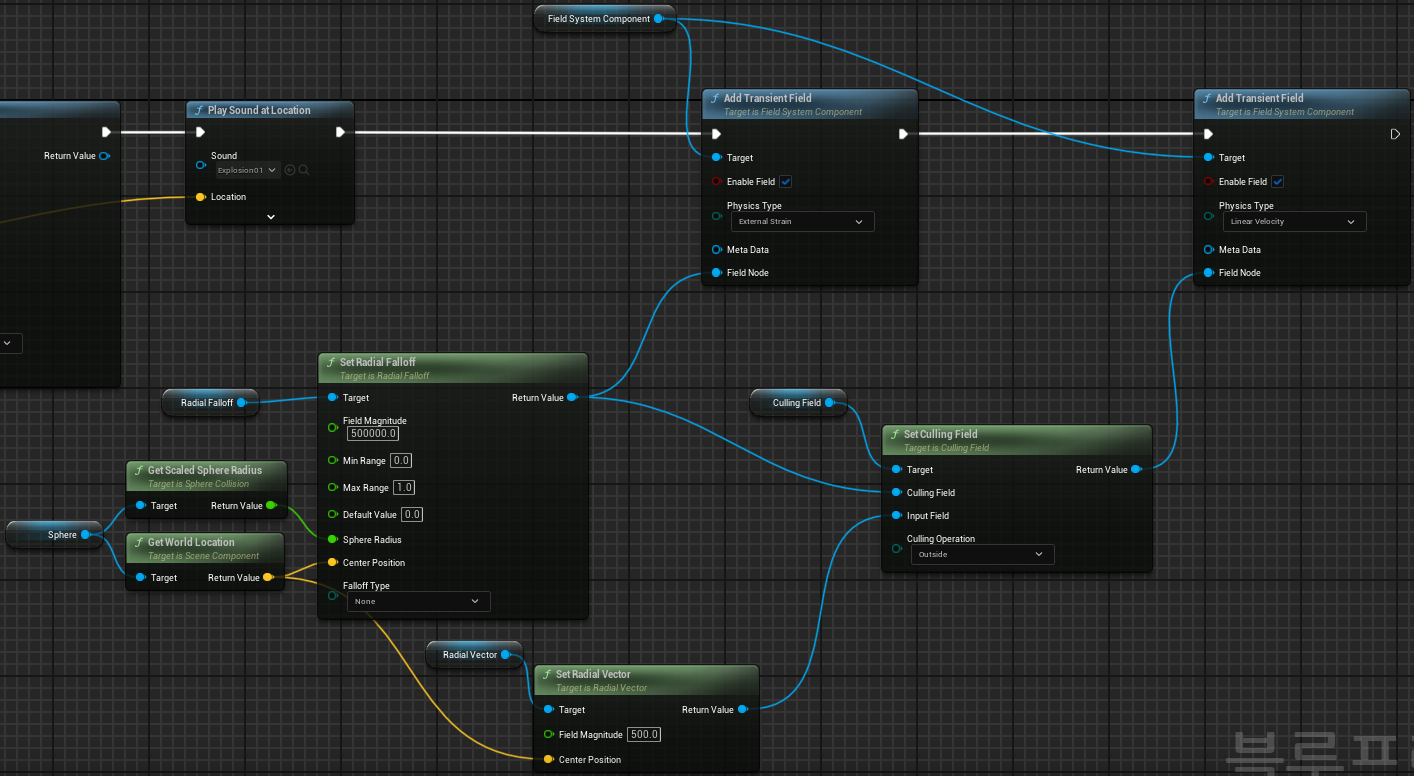 Field System Component
Add Transient Field
Target is Field System Component
Target
Enable Field
Physics Type
External Strain
Meta Data
Field Node
Add Transient Field
Target is Field System Component
Target
Enable Field
Physics Type
Linear Velocity
Meta Data
Field Node
Return Value
Play Sound at Location
Sound
Explosion01
Location
Set Radial Falloff
Target is Radial Falloff
Target
Return Value
Field Magnitude
500000.0
Min Range 0.0
Max Range 1.0
Default Value 0.0
Sphere Radius
Center Position
Falloff Type
None
Radial Falloff
Get Scaled Sphere Radius
Target is Sphere Collision
Target
Return Value
Sphere
Get World Location
Target is Scene Component
Target
Return Value
Culling Field
Set Culling Field
Target is Culling Field
Target
Return Value
Culling Field
Input Field
Culling Operation
Outside
Radial Vector
Set Radial Vector
Target is Radial Vector
Target
Return Value
Field Magnitude 500.0
Center Position
블루프